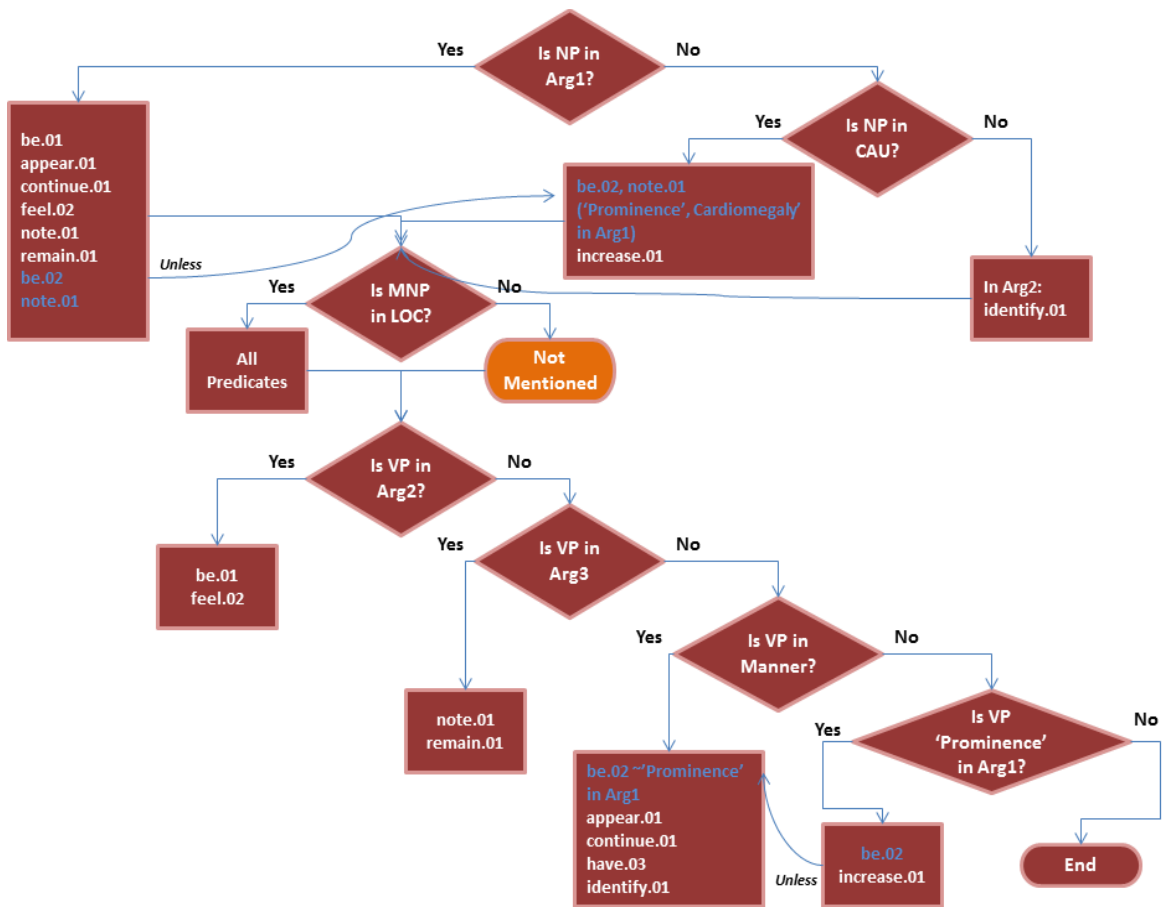 Yes
Is NP in
Arg1?
No
be.01
appear.01
continue.01
feel.02
note.01
remain.01
be.02
note.01
Yes
Is NP in
CAU?
No
be.02, note.01
('Prominence', Cardiomegaly'
in Arg1)
increase.01
Unless
In Arg2:
identify.01
Yes
Is MNP
in LOC?
No
All
Predicates
Not
Mentioned
Yes
Is VP in
Arg2?
No
be.01
feel.02
Yes
Is VP in
Arg3
No
note.01
remain.01
Yes
Is VP in
Manner?
No
be.02 ~'Prominence'
in Arg1
appear.01
continue.01
have.03
identify.01
Yes
Is VP
'Prominence'
in Arg1?
No
Unless
be.02
increase.01
End